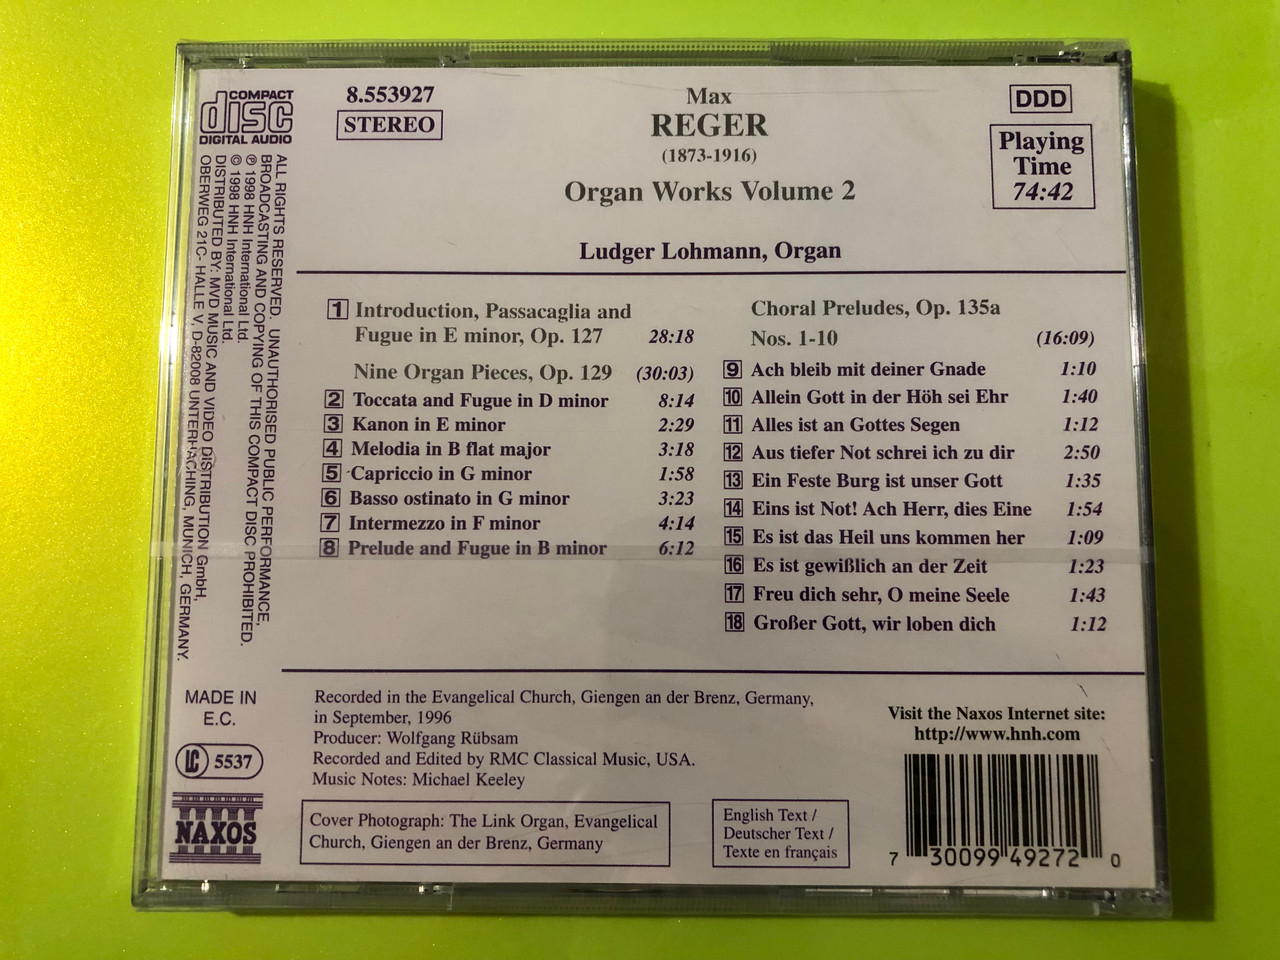 COMPACT
disc
DIGITAL AUDIO
8.553927
STEREO
Max
REGER
(1873-1916)
Organ Works Volume 2
Ludger Lohmann, Organ
DDD
Playing
Time
74:42
ALL RIGHTS RESERVED. UNAUTHORISED PUBLIC PERFORMANCE,
BROADCASTING AND COPYING OF THIS COMPACT DISC PROHIBITED.
℗ 1998 HNH International Ltd.
© 1998 HNH International Ltd.
DISTRIBUTED BY: MVD MUSIC AND VIDEO DISTRIBUTION GmbH,
OBERWEG 21C- HALLE V, D-82008 UNTERHACHING, MUNICH, GERMANY.
1 Introduction, Passacaglia and
Fugue in E minor, Op. 127 28:18
Nine Organ Pieces, Op. 129 (30:03)
2 Toccata and Fugue in D minor 8:14
3 Kanon in E minor 2:29
4 Melodia in B flat major 3:18
5 Capriccio in G minor 1:58
6 Basso ostinato in G minor 3:23
7 Intermezzo in F minor 4:14
8 Prelude and Fugue in B minor 6:12
Choral Preludes, Op. 135a
Nos. 1-10 (16:09)
9 Ach bleib mit deiner Gnade 1:10
10 Allein Gott in der Höh sei Ehr 1:40
11 Alles ist an Gottes Segen 1:12
12 Aus tiefer Not schrei ich zu dir 2:50
13 Ein Feste Burg ist unser Gott 1:35
14 Eins ist Not! Ach Herr, dies Eine 1:54
15 Es ist das Heil uns kommen her 1:09
16 Es ist gewißlich an der Zeit 1:23
17 Freu dich sehr, O meine Seele 1:43
18 Großer Gott, wir loben dich 1:12
MADE IN
E.C.
LC 5537
NAXOS
Recorded in the Evangelical Church, Giengen an der Brenz, Germany,
in September, 1996
Producer: Wolfgang Rübsam
Recorded and Edited by RMC Classical Music, USA.
Music Notes: Michael Keeley
Cover Photograph: The Link Organ, Evangelical
Church, Giengen an der Brenz, Germany
English Text /
Deutscher Text /
Texte en français
Visit the Naxos Internet site:
http://www.hnh.com
7 30099 49272 0